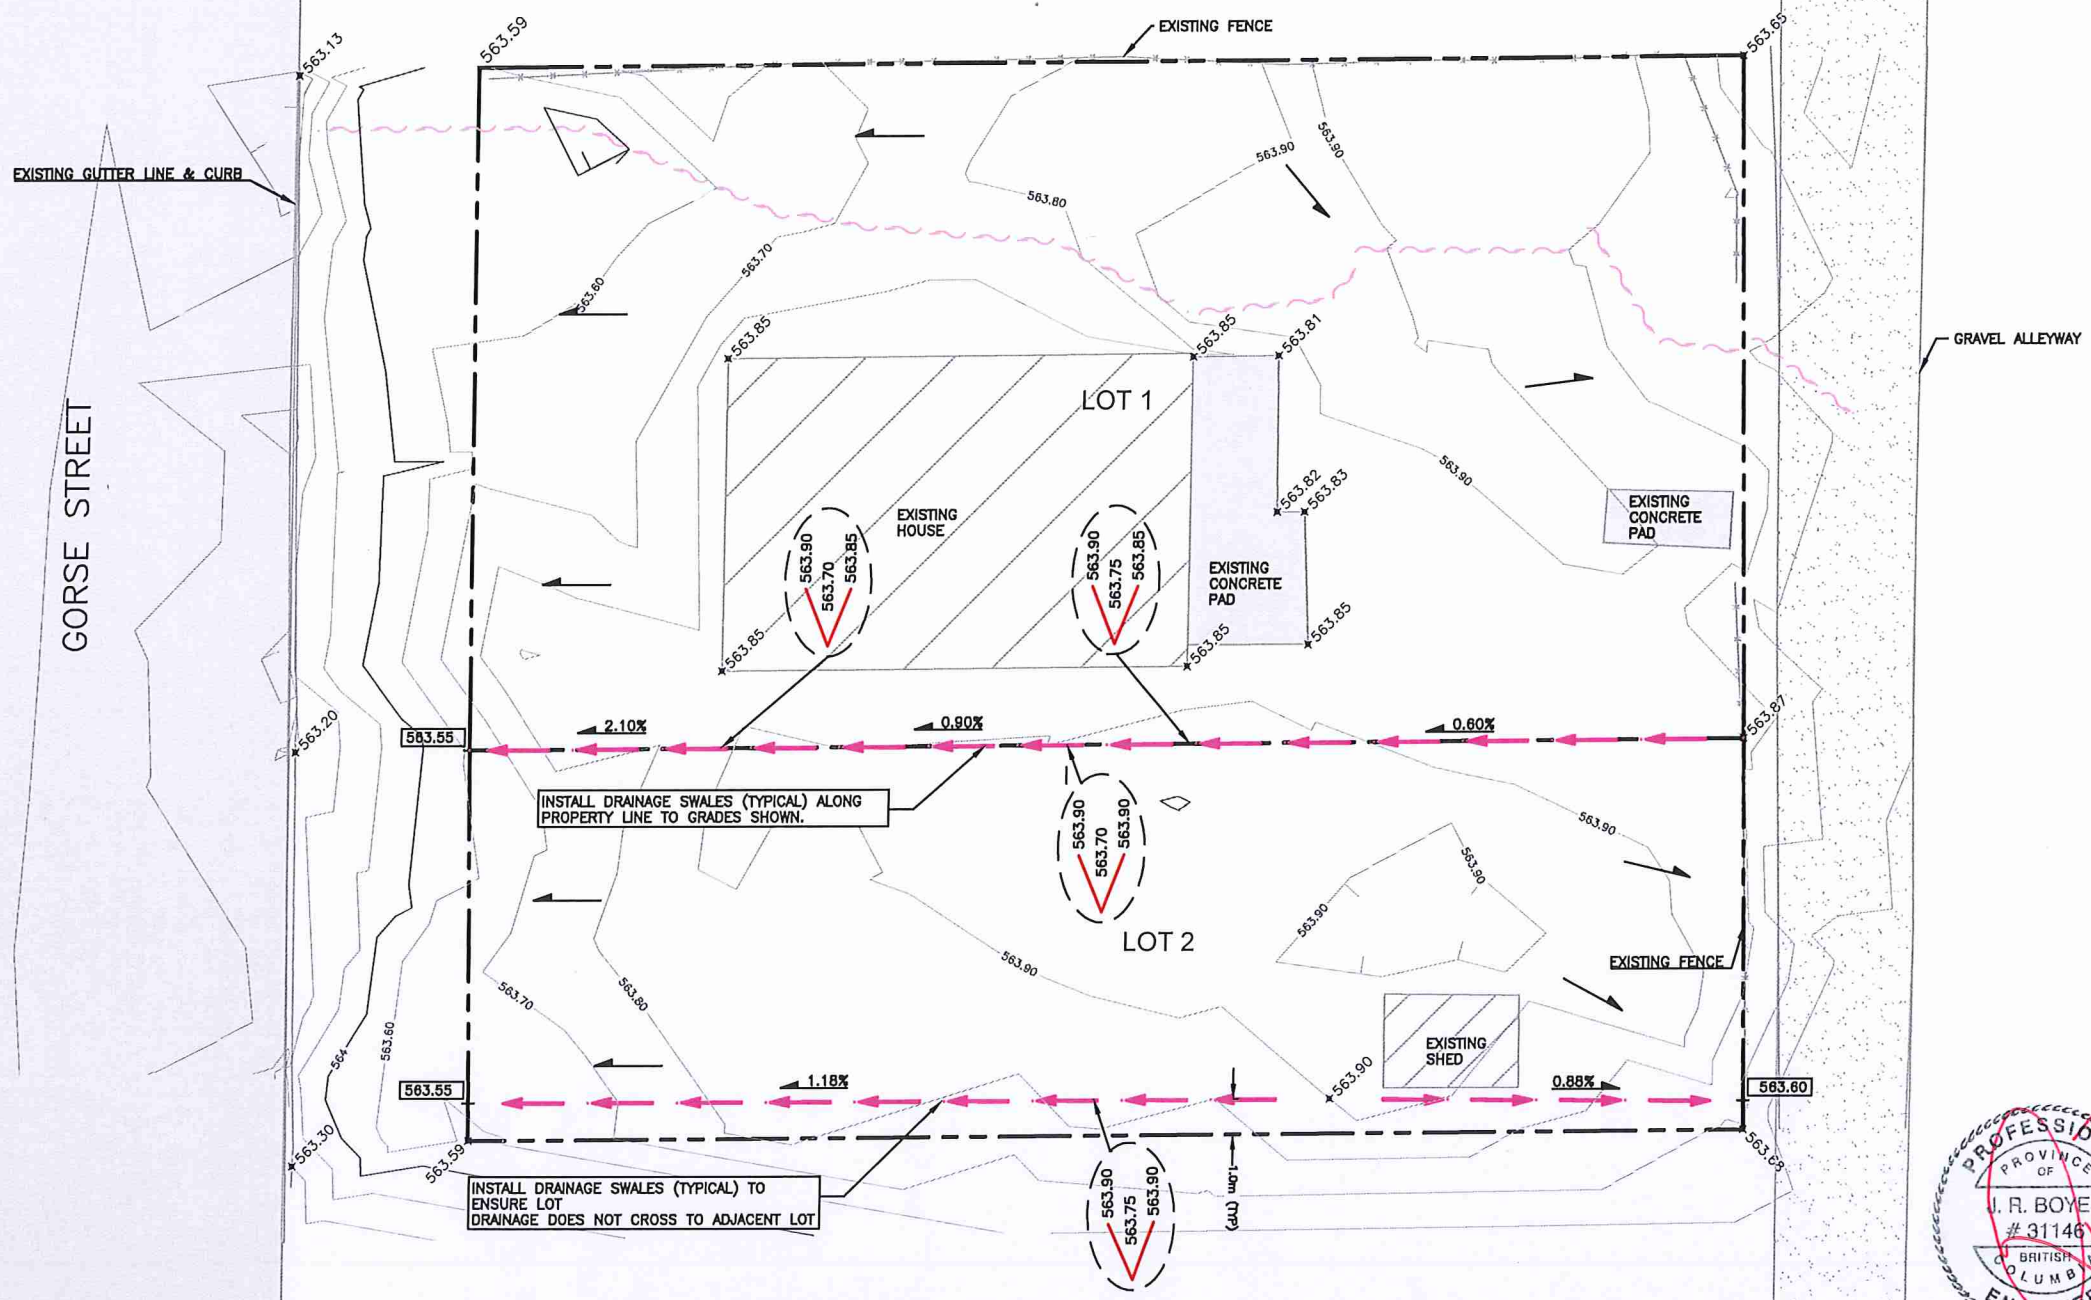 EXISTING FENCE
563.13
563.59
563.65
EXISTING GUTTER LINE & CURB
563.90
563.90
563.80
563.70
563.60
563.85
563.85
563.81
GRAVEL ALLEYWAY
LOT 1
GORSE STREET
563.90
563.82
563.83
EXISTING
HOUSE
EXISTING
CONCRETE
PAD
563.90
563.70
563.85
563.90
563.75
563.85
EXISTING
CONCRETE
PAD
563.85
563.85
563.85
563.20
563.55
2.10%
0.90%
0.60%
563.87
INSTALL DRAINAGE SWALES (TYPICAL) ALONG
PROPERTY LINE TO GRADES SHOWN.
563.90
563.70
563.90
563.90
563.90
563.90
LOT 2
563.90
EXISTING FENCE
563.70
563.80
563.60
564
EXISTING
SHED
563.90
563.55
1.18%
0.88%
563.60
563.30
563.59
563.68
1.0m (TYP)
INSTALL DRAINAGE SWALES (TYPICAL) TO
ENSURE LOT
DRAINAGE DOES NOT CROSS TO ADJACENT LOT
563.90
563.75
563.90
PROVINCE
OF
J. R. BOYE
# 31146
BRITISH